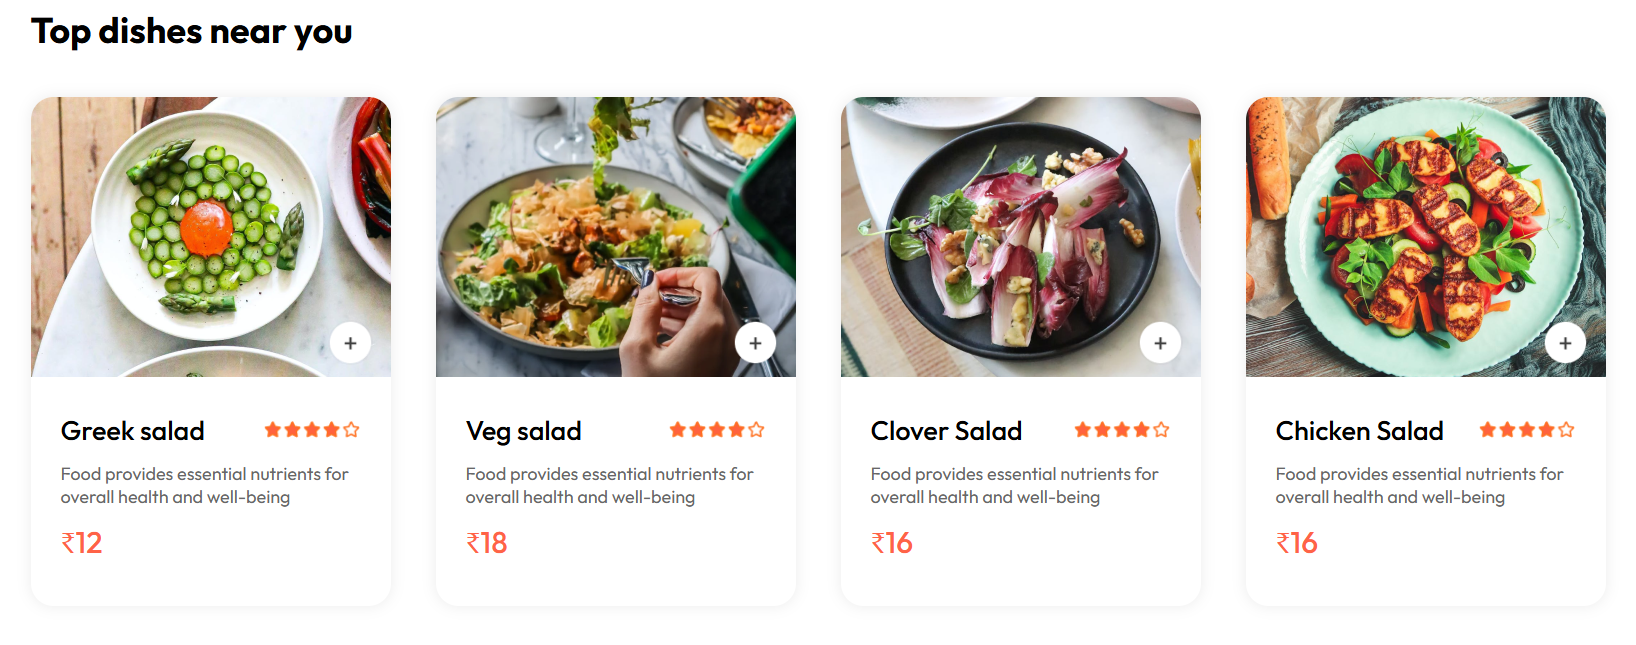 Top dishes near you
Greek salad
Food provides essential nutrients for
overall health and well-being
₹12
Veg salad
Food provides essential nutrients for
overall health and well-being
₹18
Clover Salad
Food provides essential nutrients for
overall health and well-being
₹16
Chicken Salad
Food provides essential nutrients for
overall health and well-being
₹16